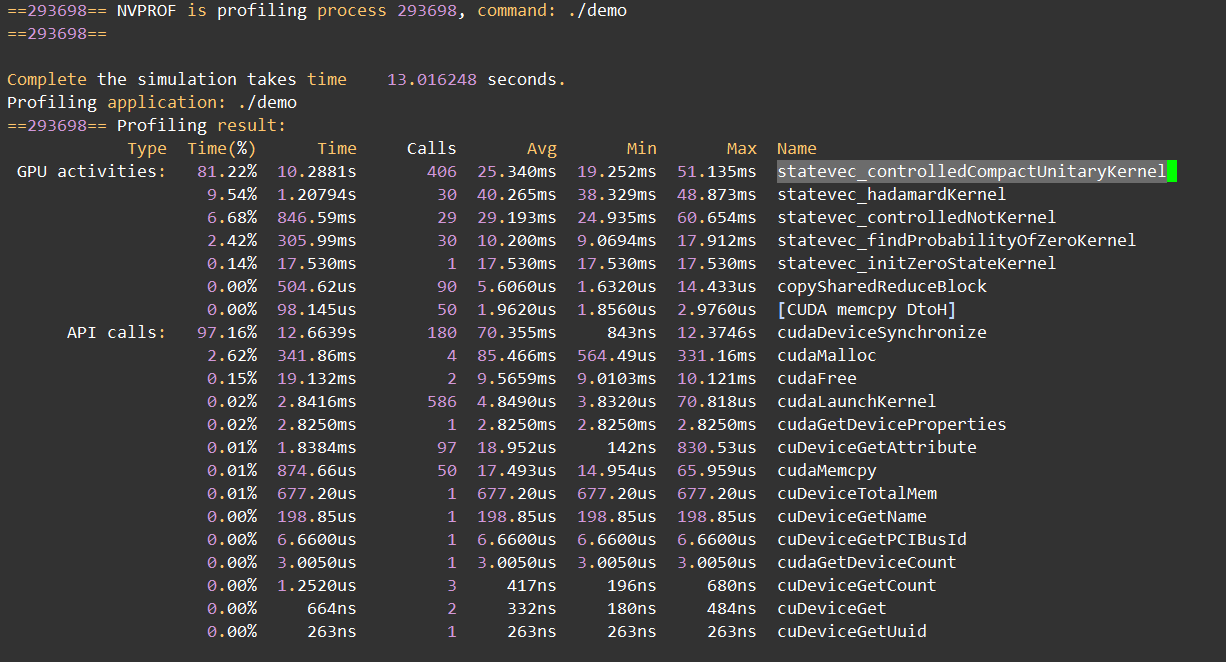 ==293698== NVPROF is profiling process 293698, command: ./demo
==293698==
Complete the simulation takes time    13.016248 seconds.
Profiling application: ./demo
==293698== Profiling result:
            Type  Time(%)      Time     Calls       Avg       Min       Max  Name
 GPU activities:   81.22%  10.2881s       406  25.340ms  19.252ms  51.135ms  statevec_controlledCompactUnitaryKernel
                    9.54%  1.20794s        30  40.265ms  38.329ms  48.873ms  statevec_hadamardKernel
                    6.68%  846.59ms        29  29.193ms  24.935ms  60.654ms  statevec_controlledNotKernel
                    2.42%  305.99ms        30  10.200ms  9.0694ms  17.912ms  statevec_findProbabilityOfZeroKernel
                    0.14%  17.530ms         1  17.530ms  17.530ms  17.530ms  statevec_initZeroStateKernel
                    0.00%  504.62us        90  5.6060us  1.6320us  14.433us  copySharedReduceBlock
                    0.00%  98.145us        50  1.9620us  1.8560us  2.9760us  [CUDA memcpy DtoH]
      API calls:   97.16%  12.6639s       180  70.355ms     843ns  12.3746s  cudaDeviceSynchronize
                    2.62%  341.86ms         4  85.466ms  564.49us  331.16ms  cudaMalloc
                    0.15%  19.132ms         2  9.5659ms  9.0103ms  10.121ms  cudaFree
                    0.02%  2.8416ms       586  4.8490us  3.8320us  70.818us  cudaLaunchKernel
                    0.02%  2.8250ms         1  2.8250ms  2.8250ms  2.8250ms  cudaGetDeviceProperties
                    0.01%  1.8384ms        97  18.952us     142ns  830.53us  cuDeviceGetAttribute
                    0.01%  874.66us        50  17.493us  14.954us  65.959us  cudaMemcpy
                    0.01%  677.20us         1  677.20us  677.20us  677.20us  cuDeviceTotalMem
                    0.00%  198.85us         1  198.85us  198.85us  198.85us  cuDeviceGetName
                    0.00%  6.6600us         1  6.6600us  6.6600us  6.6600us  cuDeviceGetPCIBusId
                    0.00%  3.0050us         1  3.0050us  3.0050us  3.0050us  cudaGetDeviceCount
                    0.00%  1.2520us         3     417ns     196ns     680ns  cuDeviceGetCount
                    0.00%     664ns         2     332ns     180ns     484ns  cuDeviceGet
                    0.00%     263ns         1     263ns     263ns     263ns  cuDeviceGetUuid